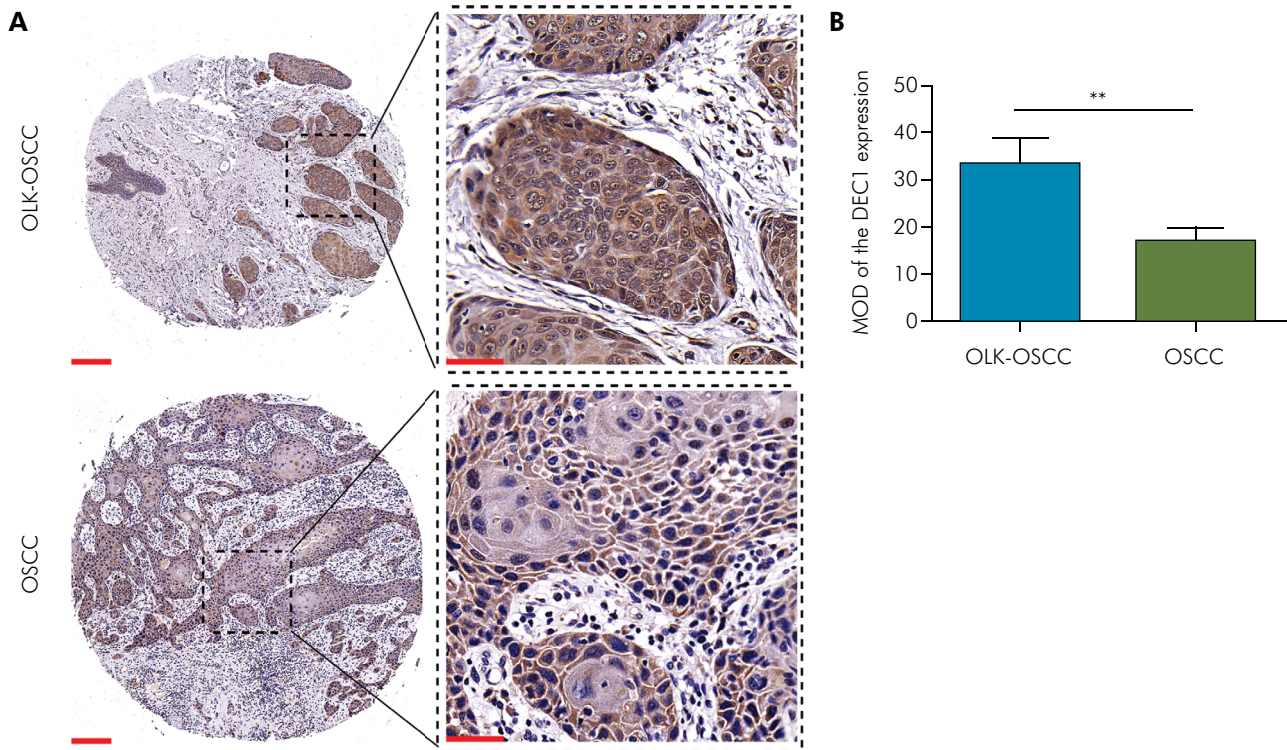 A
OLK-OSCC
OSCC
B
MOD of the DEC1 expression
50
40
30
20
10
0
**
OLK-OSCC
OSCC